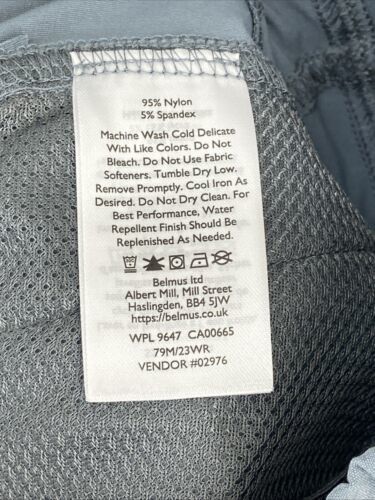 95% Nylon
5% Spandex
Machine Wash Cold Delicate
With Like Colors. Do Not
Bleach. Do Not Use Fabric
Softeners. Tumble Dry Low.
Remove Promptly. Cool Iron As
Desired. Do Not Dry Clean. For
Best Performance, Water
Repellent Finish Should Be
Replenished As Needed.
Belmus ltd
Albert Mill, Mill Street
Haslingden, BB4 5JW
https://belmus.co.uk
WPL 9647 CA00665
79M/23WR
VENDOR #02976